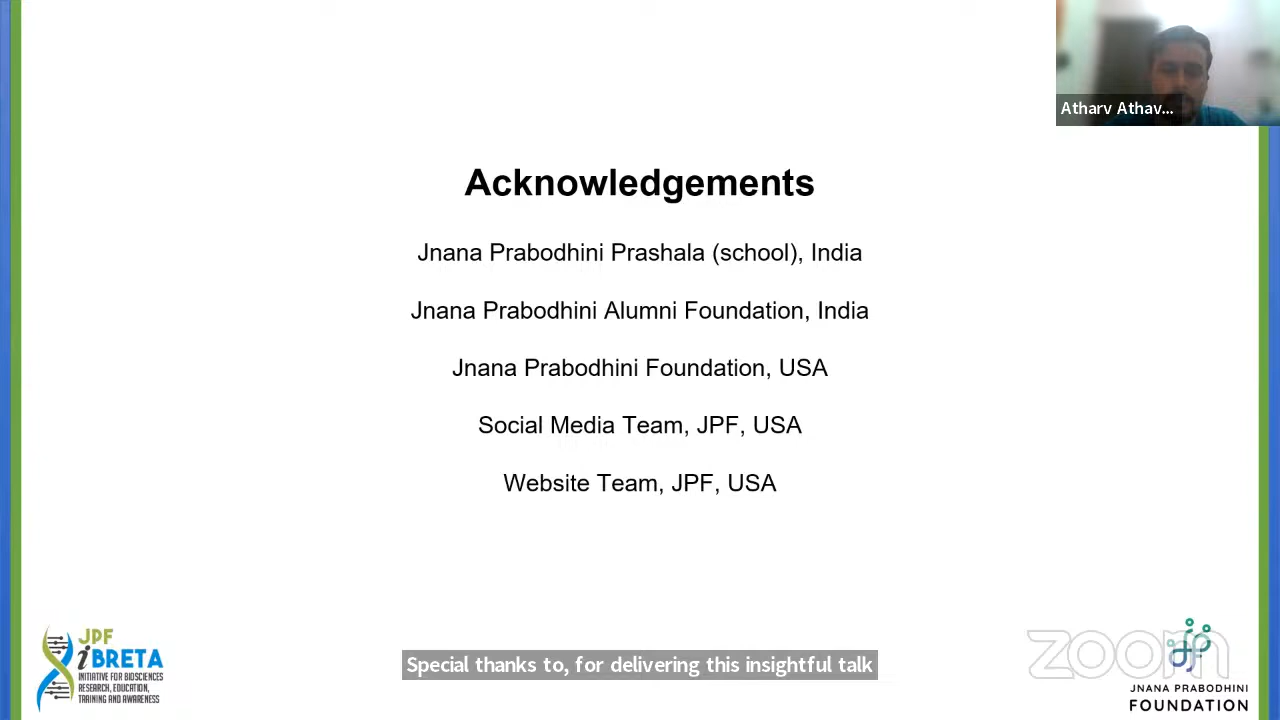 Atharv Athav...
Acknowledgements
Jnana Prabodhini Prashala (school), India
Jnana Prabodhini Alumni Foundation, India
Jnana Prabodhini Foundation, USA
Social Media Team, JPF, USA
Website Team, JPF, USA
JPF
iBRETA
INITIATIVE FOR BIOSCIENCES
RESEARCH, EDUCATION,
TRAINING AND AWARENESS
Special thanks to, for delivering this insightful talk
zoom
JNANA PRABODHINI
FOUNDATION